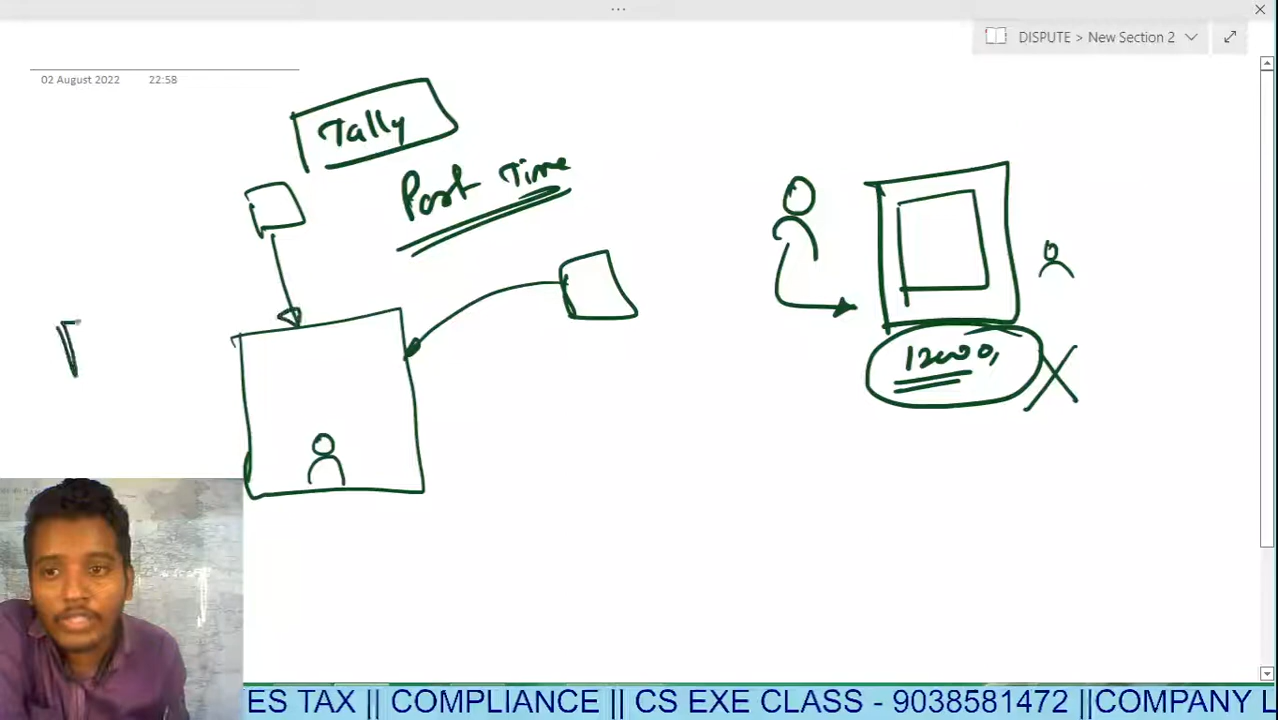 DISPUTE > New Section 2
02 August 2022 22:58
Tally
Part Time
ES TAX || COMPLIANCE || CS EXE CLASS - 9038581472 ||COMPANY L